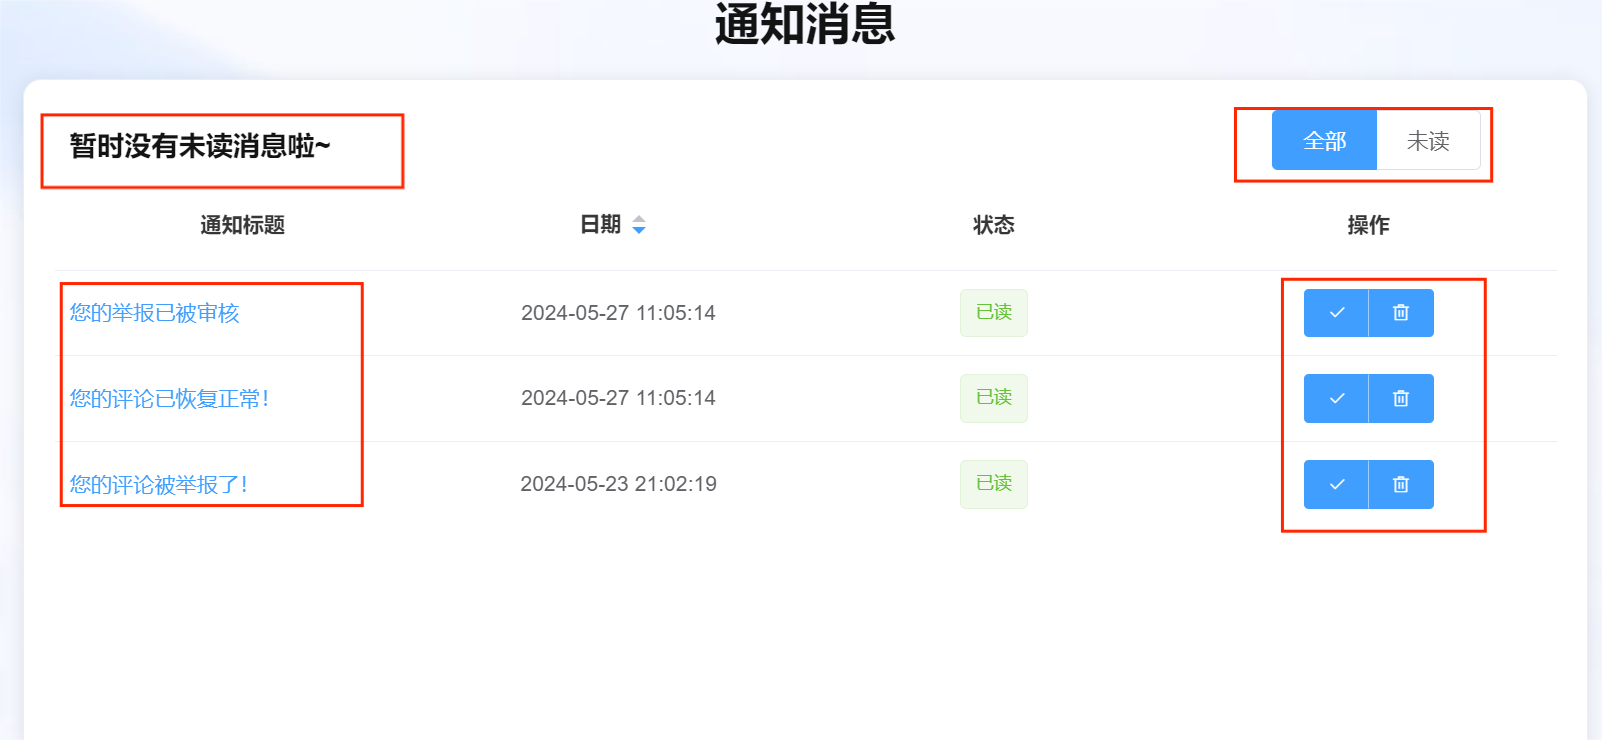 通知消息
暂时没有未读消息啦~
全部 未读
通知标题 日期 状态 操作
您的举报已被审核 2024-05-27 11:05:14 已读
您的评论已恢复正常! 2024-05-27 11:05:14 已读
您的评论被举报了! 2024-05-23 21:02:19 已读